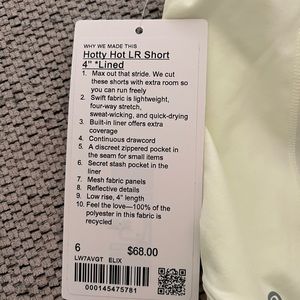 WHY WE MADE THIS
Hotty Hot LR Short
4" *Lined
1. Max out that stride. We cut
these shorts with extra room so
you can run freely
2. Swift fabric is lightweight,
four-way stretch,
sweat-wicking, and quick-drying
3. Built-in liner offers extra
coverage
4. Continuous drawcord
5. A discreet zippered pocket in
the seam for small items
6. Secret stash pocket in the
liner
7. Mesh fabric panels
8. Reflective details
9. Low rise, 4" length
10. Feel the love—100% of the
polyester in this fabric is
recycled
6 $68.00
LW7AVGT ELIX
000145475781